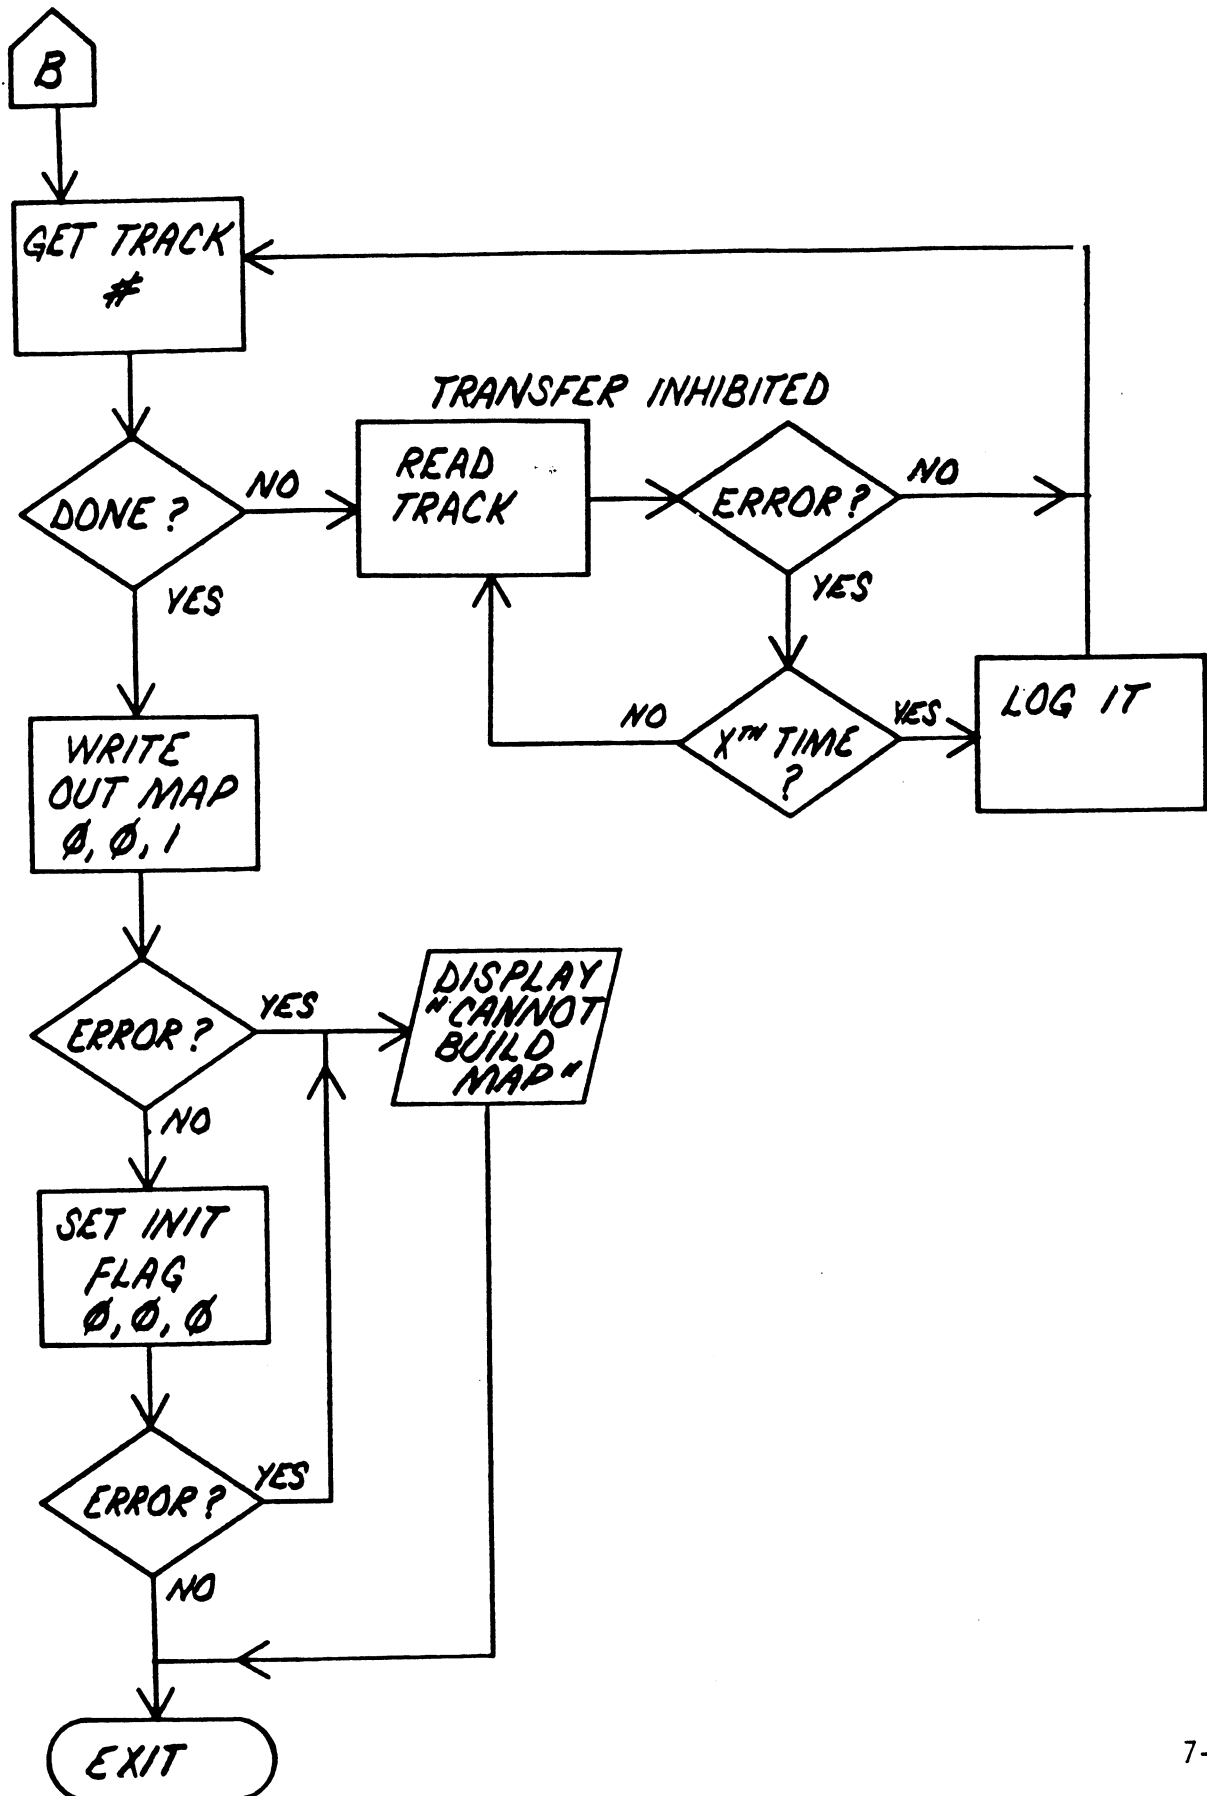 B
GET TRACK
#
TRANSFER INHIBITED
DONE?
NO
READ
TRACK
ERROR?
NO
YES
YES
NO
XTH TIME
?
YES
LOG IT
WRITE
OUT MAP
Ø, Ø, 1
ERROR?
YES
DISPLAY
"CANNOT
BUILD
MAP"
NO
SET INIT
FLAG
Ø, Ø, Ø
ERROR?
YES
NO
EXIT
7-